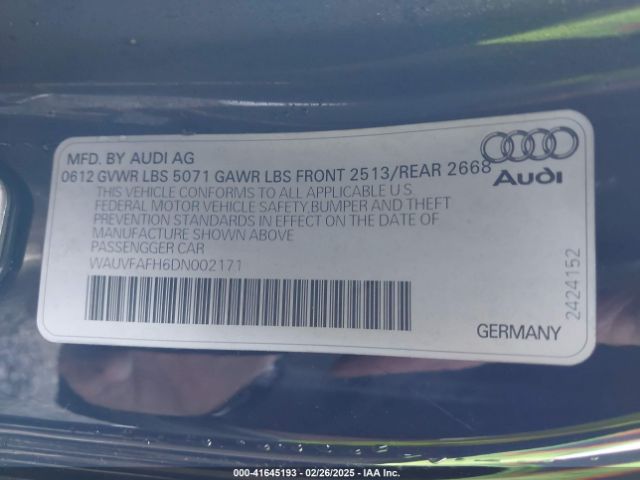 MFD. BY AUDI AG
0612 GVWR LBS 5071 GAWR LBS FRONT 2513/REAR 2668
THIS VEHICLE CONFORMS TO ALL APPLICABLE U S
FEDERAL MOTOR VEHICLE SAFETY,BUMPER AND THEFT
PREVENTION STANDARDS IN EFFECT ON THE DATE OF
MANUFACTURE SHOWN ABOVE
PASSENGGER CAR
WAUVFAFH6DN002171
Audi
2424152
GERMANY
000-41645193 - 02/26/2025 - IAA Inc.